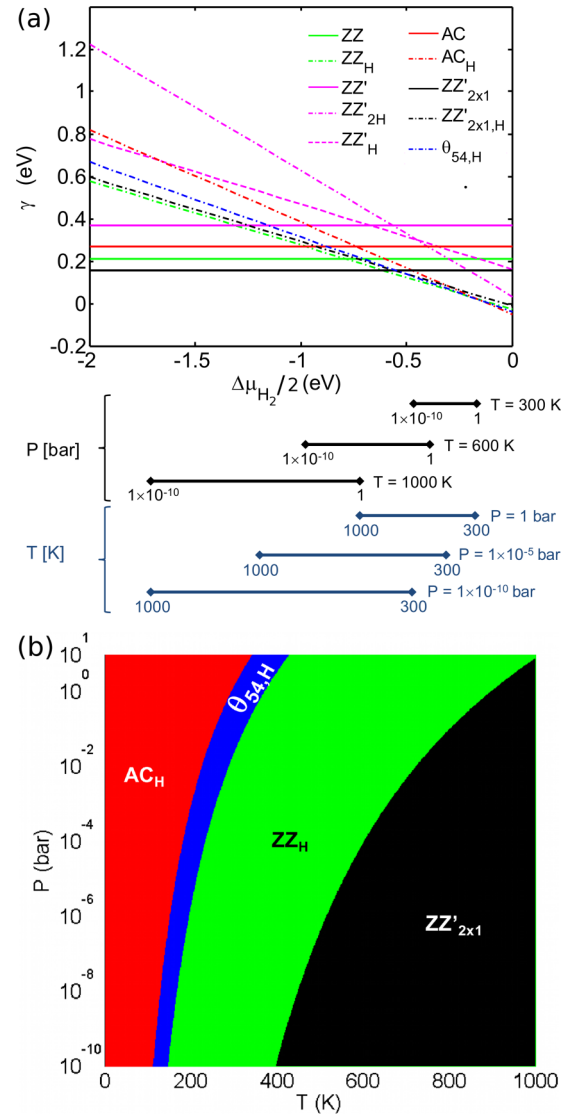 (a)
1.2
1
0.8
0.6
0.4
0.2
0
-0.2
γ (eV)
ZZ
ZZH
ZZ'
ZZ'2H
ZZ'H
AC
ACH
ZZ'2x1
ZZ'2x1,H
θ54,H
-2
-1.5
-1
-0.5
0
ΔμH2/2 (eV)
P [bar]
1×10-10
1
T = 300 K
1×10-10
1
T = 600 K
1×10-10
1
T = 1000 K
T [K]
1000
300
P = 1 bar
1000
300
P = 1×10-5 bar
1000
300
P = 1×10-10 bar
(b)
10^1
10^0
10^-2
10^-4
10^-6
10^-8
10^-10
P (bar)
ACH
θ54,H
ZZH
ZZ'2x1
0
200
400
600
800
1000
T (K)